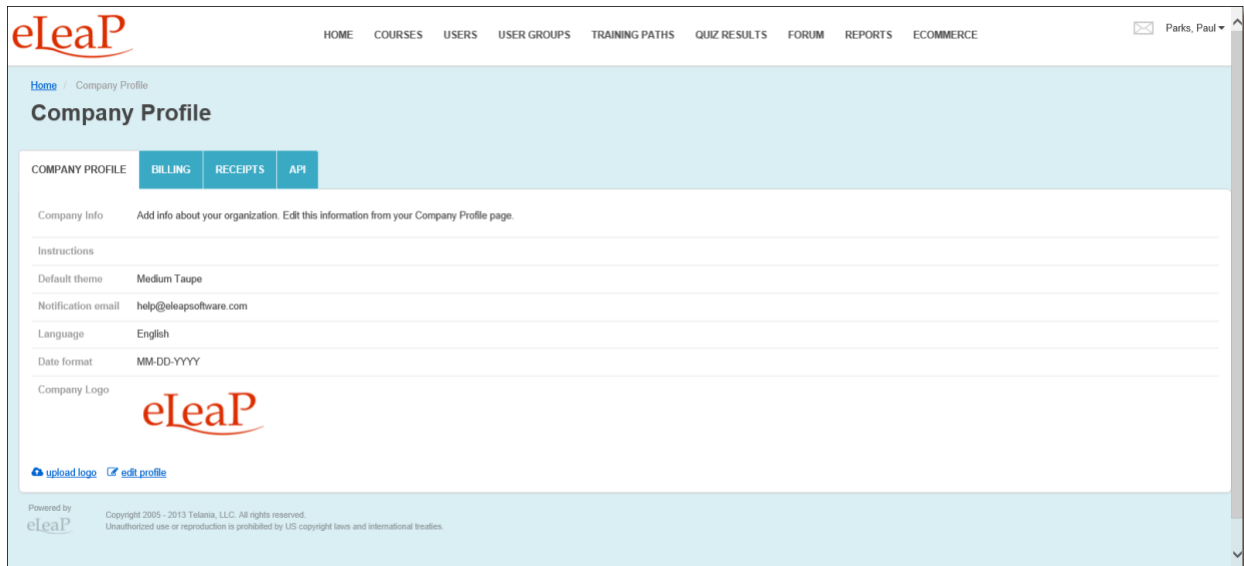 eLeaP
HOME COURSES USERS USER GROUPS TRAINING PATHS QUIZ RESULTS FORUM REPORTS ECOMMERCE
Parks, Paul
Home / Company Profile
Company Profile
COMPANY PROFILE BILLING RECEIPTS API
Company Info Add info about your organization. Edit this information from your Company Profile page.
Instructions
Default theme Medium Taupe
Notification email help@eleapsoftware.com
Language English
Date format MM-DD-YYYY
Company Logo
eLeaP
upload logo edit profile
Powered by
eLeaP
Copyright 2005 - 2013 Telania, LLC. All rights reserved.
Unauthorized use or reproduction is prohibited by US copyright laws and international treaties.